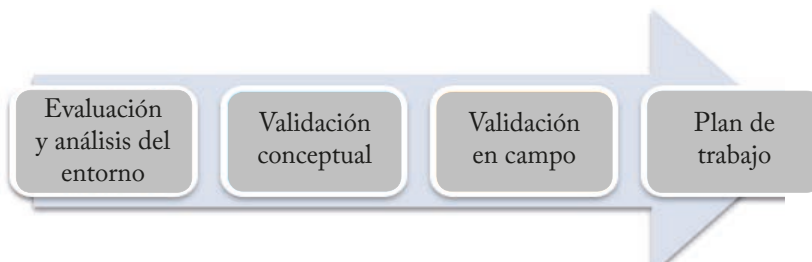 Evaluación
y análisis del
entorno
Validación
conceptual
Validación
en campo
Plan de
trabajo